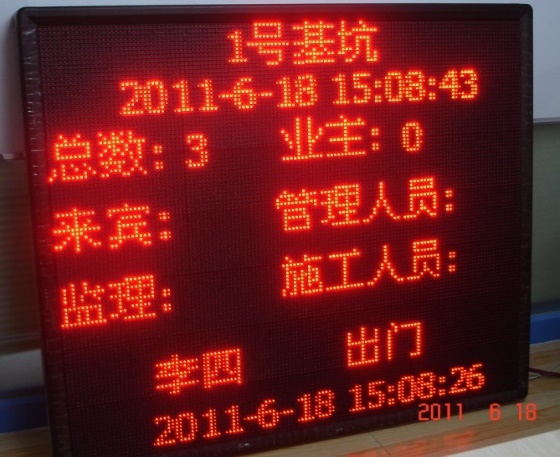 1号基坑
2011-6-18 15:08:43
总数: 3 业主: 0
来宾: 管理人员:
监理: 施工人员:
李四 出门
2011-6-18 15:08:26
2011 6 18